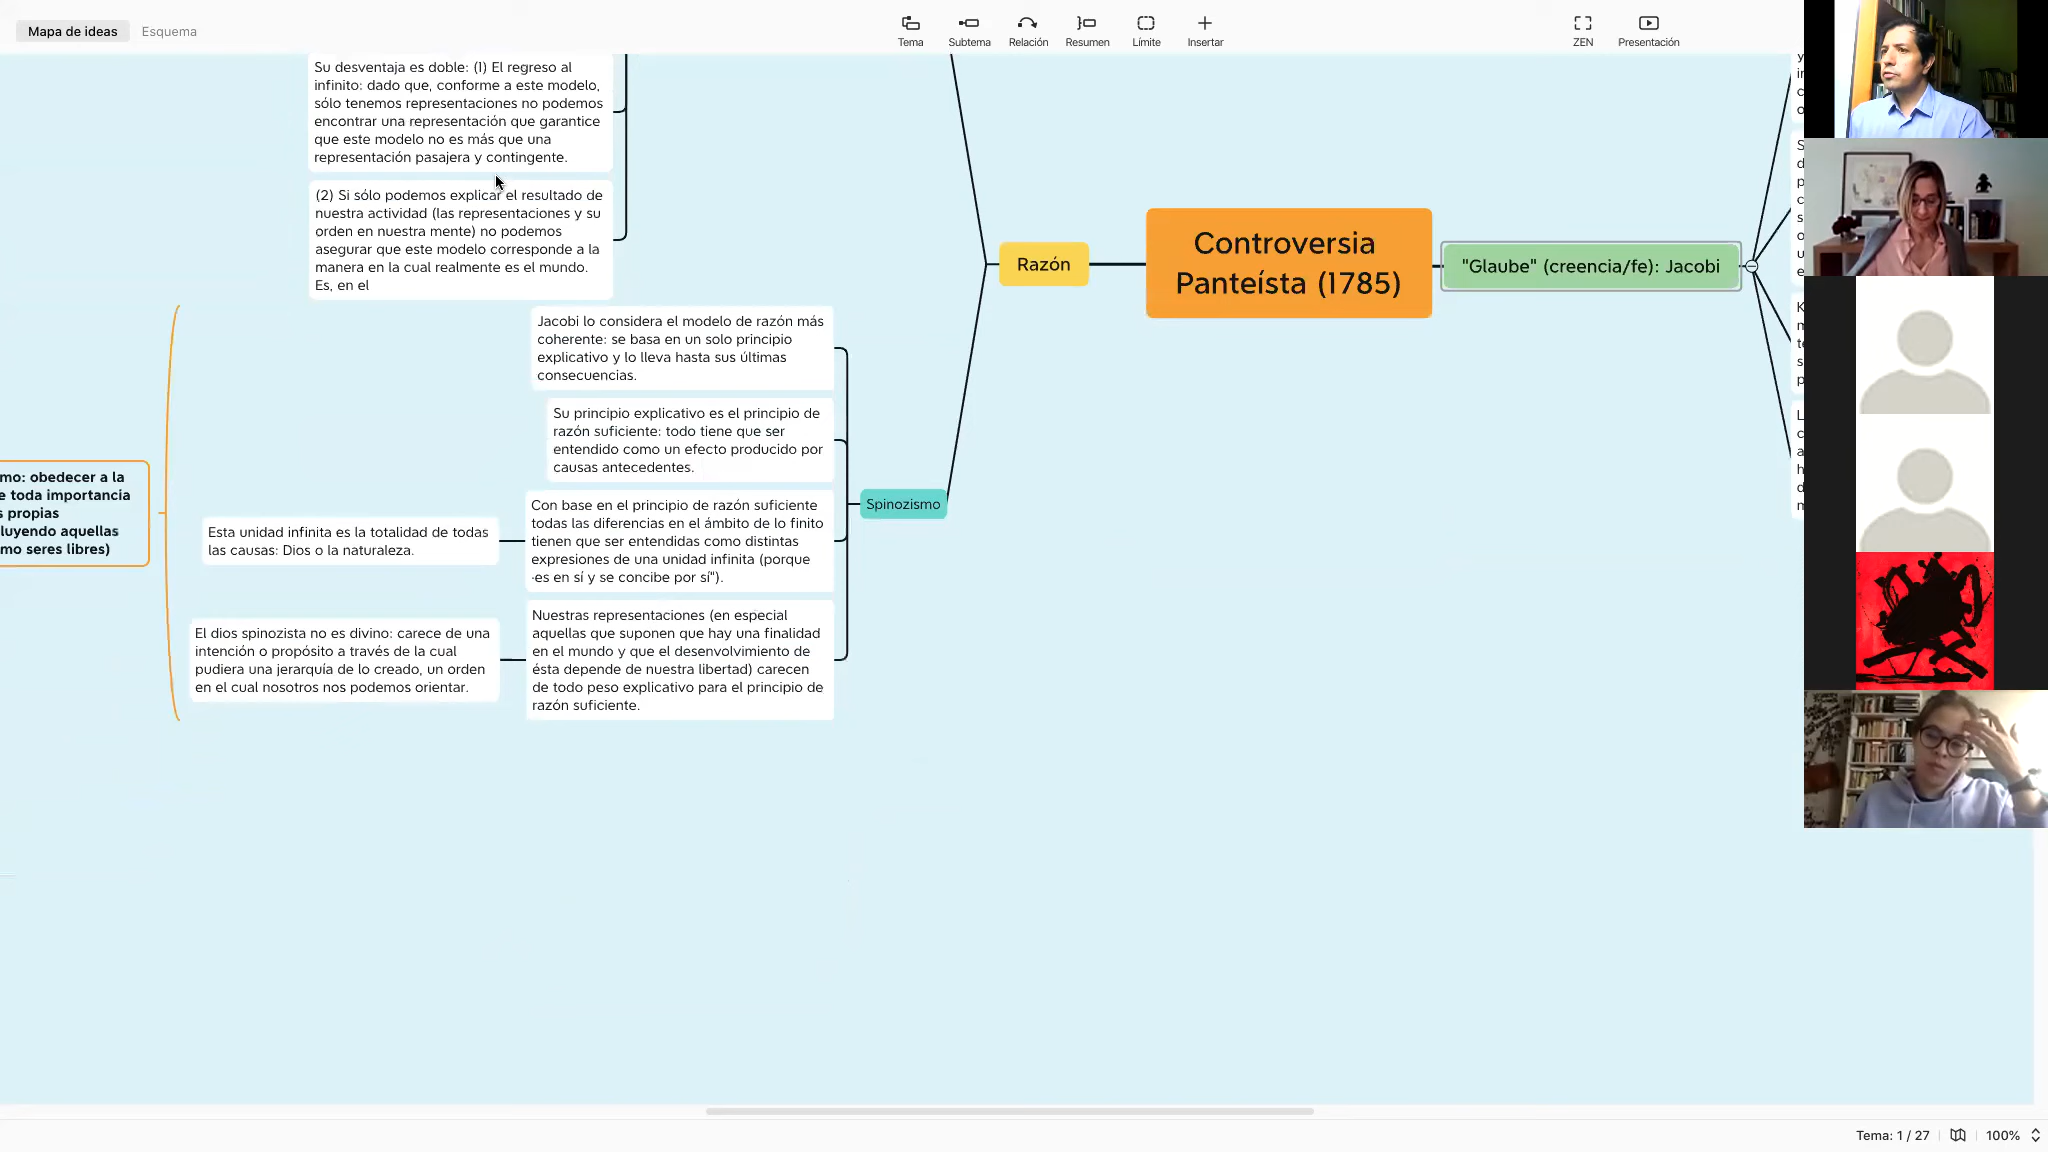 Mapa de ideas
Esquema
Tema
Subtema
Relación
Resumen
Límite
Insertar
ZEN
Presentación
Su desventaja es doble: (1) El regreso al
infinito: dado que, conforme a este modelo,
sólo tenemos representaciones no podemos
encontrar una representación que garantice
que este modelo no es más que una
representación pasajera y contingente.
(2) Si sólo podemos explicar el resultado de
nuestra actividad (las representaciones y su
orden en nuestra mente) no podemos
asegurar que este modelo corresponde a la
manera en la cual realmente es el mundo.
Es, en el
Razón
Controversia
Panteísta (1785)
"Glaube" (creencia/fe): Jacobi
Jacobi lo considera el modelo de razón más
coherente: se basa en un solo principio
explicativo y lo lleva hasta sus últimas
consecuencias.
Su principio explicativo es el principio de
razón suficiente: todo tiene que ser
entendido como un efecto producido por
causas antecedentes.
mo: obedecer a la
e toda importancia
s propias
luyendo aquellas
mo seres libres)
Esta unidad infinita es la totalidad de todas
las causas: Dios o la naturaleza.
Con base en el principio de razón suficiente
todas las diferencias en el ámbito de lo finito
tienen que ser entendidas como distintas
expresiones de una unidad infinita (porque
·es en sí y se concibe por sí").
Spinozismo
El dios spinozista no es divino: carece de una
intención o propósito a través de la cual
pudiera una jerarquía de lo creado, un orden
en el cual nosotros nos podemos orientar.
Nuestras representaciones (en especial
aquellas que suponen que hay una finalidad
en el mundo y que el desenvolvimiento de
ésta depende de nuestra libertad) carecen
de todo peso explicativo para el principio de
razón suficiente.
Tema: 1 / 27
100%